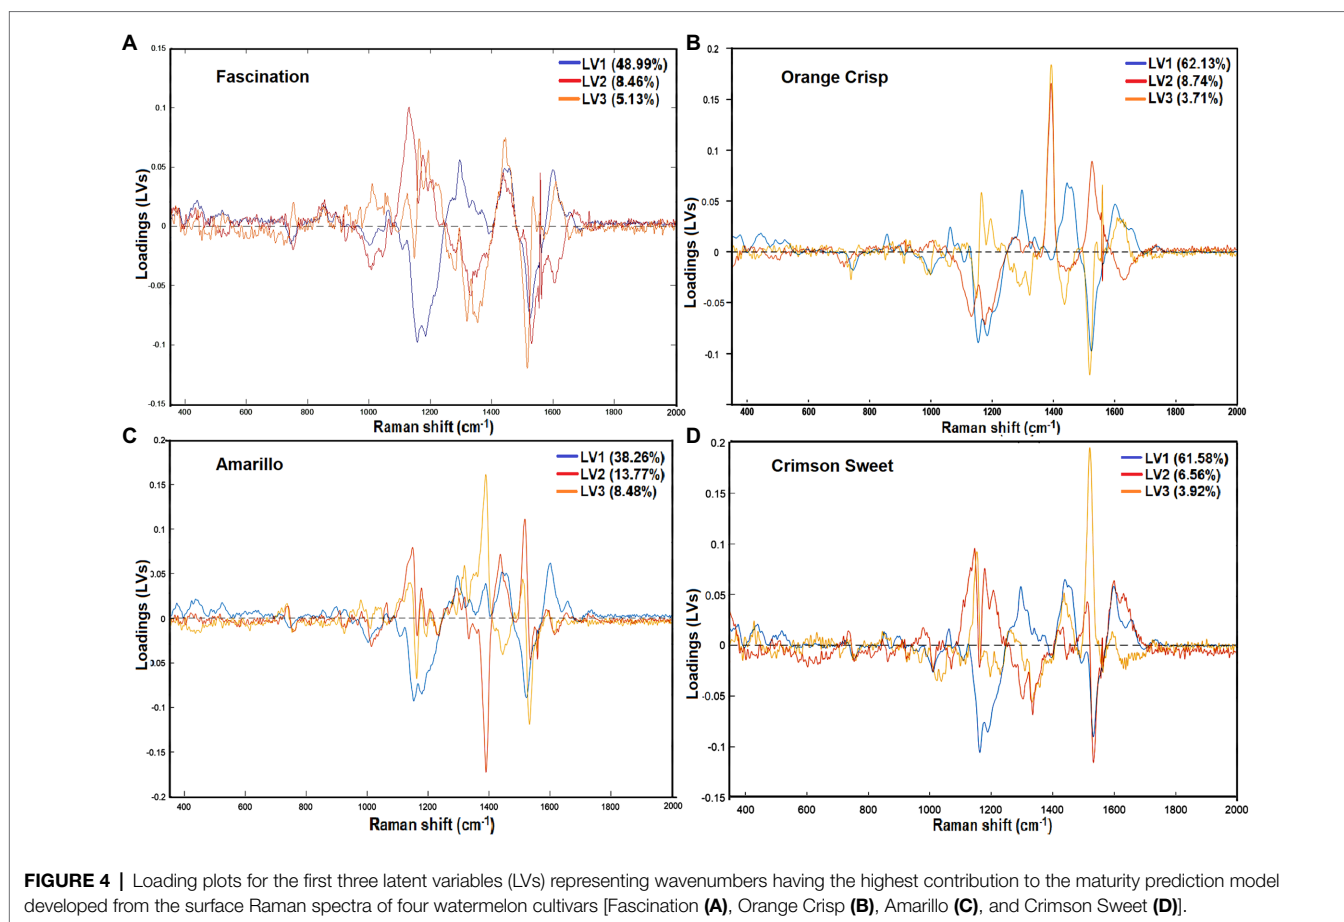 A
Fascination
LV1 (48.99%)
LV2 (8.46%)
LV3 (5.13%)
0.15
0.1
0.05
0
-0.05
-0.1
-0.15
Loadings (LVs)
400 600 800 1000 1200 1400 1600 1800 2000
Raman shift (cm-1)
B
Orange Crisp
LV1 (62.13%)
LV2 (8.74%)
LV3 (3.71%)
0.2
0.15
0.1
0.05
0
-0.05
-0.1
Loadings (LVs)
400 600 800 1000 1200 1400 1600 1800 2000
Raman shift (cm-1)
C
Amarillo
LV1 (38.26%)
LV2 (13.77%)
LV3 (8.48%)
0.2
0.15
0.1
0.05
0
0.05
-0.1
-0.15
-0.2
Loadings (LVs)
400 600 800 1000 1200 1400 1600 1800 2000
Raman shift (cm-1)
D
Crimson Sweet
LV1 (61.58%)
LV2 (6.56%)
LV3 (3.92%)
0.2
0.15
0.1
0.05
0
-0.05
-0.1
-0.15
Loadings (LVs)
400 600 800 1000 1200 1400 1600 1800 2000
Raman shift (cm-1)
FIGURE 4 | Loading plots for the first three latent variables (LVs) representing wavenumbers having the highest contribution to the maturity prediction model
developed from the surface Raman spectra of four watermelon cultivars [Fascination (A), Orange Crisp (B), Amarillo (C), and Crimson Sweet (D)].